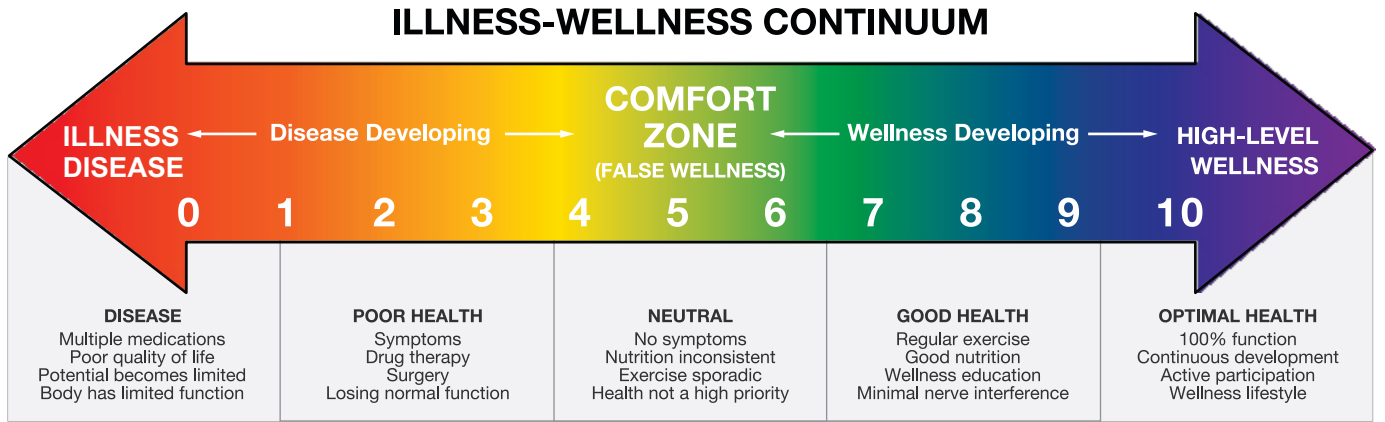 ILLNESS-WELLNESS CONTINUUM
ILLNESS
DISEASE
Disease Developing
COMFORT
ZONE
(FALSE WELLNESS)
Wellness Developing
HIGH-LEVEL
WELLNESS
0 1 2 3 4 5 6 7 8 9 10
DISEASE
Multiple medications
Poor quality of life
Potential becomes limited
Body has limited function
POOR HEALTH
Symptoms
Drug therapy
Surgery
Losing normal function
NEUTRAL
No symptoms
Nutrition inconsistent
Exercise sporadic
Health not a high priority
GOOD HEALTH
Regular exercise
Good nutrition
Wellness education
Minimal nerve interference
OPTIMAL HEALTH
100% function
Continuous development
Active participation
Wellness lifestyle